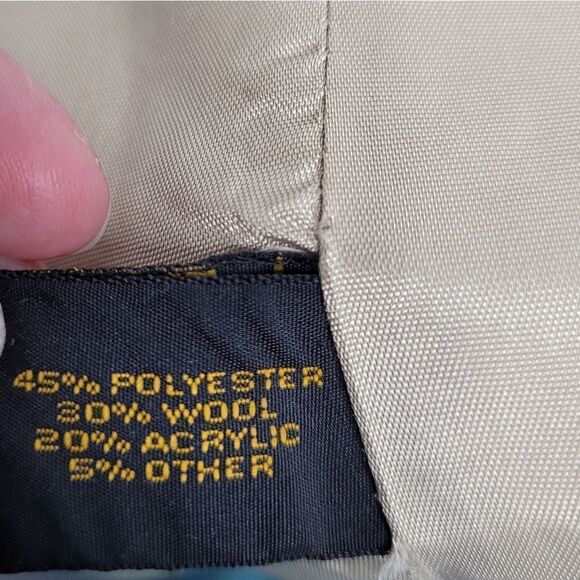 45% POLYESTER
30% WOOL
20% ACRYLIC
5% OTHER